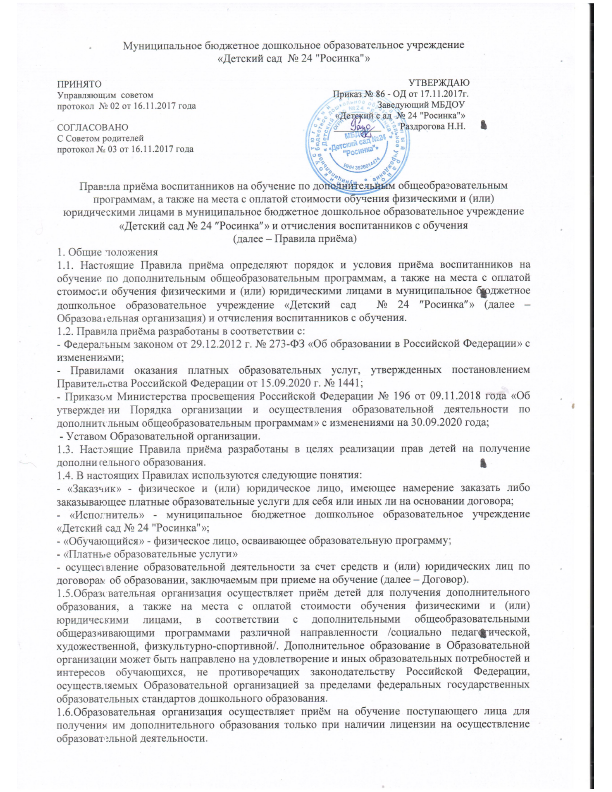 Муниципальное бюджетное дошкольное образовательное учреждение
«Детский сад № 24 "Росинка"»
ПРИНЯТО
Управляющим советом
протокол № 02 от 16.11.2017 года
СОГЛАСОВАНО
С Советом родителей
протокол № 03 от 16.11.2017 года
УТВЕРЖДАЮ
Приказ № 86 - ОД от 17.11.2017г.
Заведующий МБДОУ
«Детский с ад № 24 "Росинка"»
Раздрогова Н.Н.
МБДОУ
«Детский сад №24
"Росинка"»
Правила приёма воспитанников на обучение по дополнительным общеобразовательным
программам, а также на места с оплатой стоимости обучения физическими и (или)
юридическими лицами в муниципальное бюджетное дошкольное образовательное учреждение
«Детский сад № 24 "Росинка"» и отчисления воспитанников с обучения
(далее – Правила приёма)
1. Общие положения
1.1. Настоящие Правила приёма определяют порядок и условия приёма воспитанников на
обучение по дополнительным общеобразовательным программам, а также на места с оплатой
стоимости обучения физическими и (или) юридическими лицами в муниципальное бюджетное
дошкольное образовательное учреждение «Детский сад № 24 "Росинка"» (далее –
Образовательная организация) и отчисления воспитанников с обучения.
1.2. Правила приёма разработаны в соответствии с:
- Федеральным законом от 29.12.2012 г. № 273-ФЗ «Об образовании в Российской Федерации» с
изменениями;
- Правилами оказания платных образовательных услуг, утвержденных постановлением
Правительства Российской Федерации от 15.09.2020 г. № 1441;
- Приказом Министерства просвещения Российской Федерации № 196 от 09.11.2018 года «Об
утверждении Порядка организации и осуществления образовательной деятельности по
дополнительным общеобразовательным программам» с изменениями на 30.09.2020 года;
- Уставом Образовательной организации.
1.3. Настоящие Правила приёма разработаны в целях реализации прав детей на получение
дополнительного образования.
1.4. В настоящих Правилах используются следующие понятия:
- «Заказчик» - физическое и (или) юридическое лицо, имеющее намерение заказать либо
заказывающее платные образовательные услуги для себя или иных ли на основании договора;
- «Исполнитель» - муниципальное бюджетное дошкольное образовательное учреждение
«Детский сад № 24 "Росинка"»;
- «Обучающийся» - физическое лицо, осваивающее образовательную программу;
- «Платные образовательные услуги»
- осуществление образовательной деятельности за счет средств и (или) юридических лиц по
договорам об образовании, заключаемым при приеме на обучение (далее – Договор).
1.5.Образовательная организация осуществляет приём детей для получения дополнительного
образования, а также на места с оплатой стоимости обучения физическими и (или)
юридическими лицами, в соответствии с дополнительными общеобразовательными
общеразвивающими программами различной направленности /социально педагогической,
художественной, физкультурно-спортивной/. Дополнительное образование в Образовательной
организации может быть направлено на удовлетворение и иных образовательных потребностей и
интересов обучающихся, не противоречащих законодательству Российской Федерации,
осуществляемых Образовательной организацией за пределами федеральных государственных
образовательных стандартов дошкольного образования.
1.6.Образовательная организация осуществляет приём на обучение поступающего лица для
получения им дополнительного образования только при наличии лицензии на осуществление
образовательной деятельности.